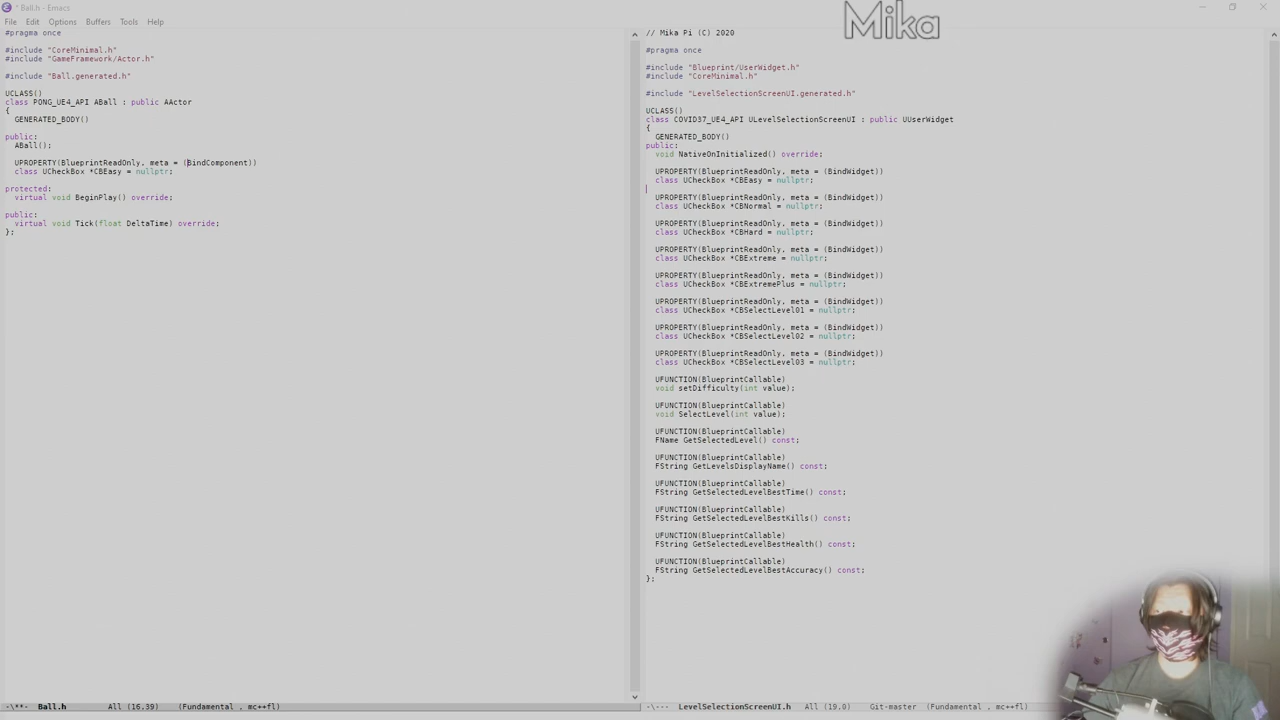 * Ball.h - Emacs
File Edit Options Buffers Tools Help
#pragma once
#include "CoreMinimal.h"
#include "GameFramework/Actor.h"
#include "Ball.generated.h"
UCLASS()
class PONG_UE4_API ABall : public AActor
{
GENERATED_BODY()
public:
ABall();
UPROPERTY(BlueprintReadOnly, meta = (BindComponent))
class UCheckBox *CBEasy = nullptr;
protected:
virtual void BeginPlay() override;
public:
virtual void Tick(float DeltaTime) override;
};
-\**- Ball.h All (16,39) (Fundamental , mc++fl)
Mika
// Mika Pi (C) 2020
#pragma once
#include "Blueprint/UserWidget.h"
#include "CoreMinimal.h"
#include "LevelSelectionScreenUI.generated.h"
UCLASS()
class COVID37_UE4_API ULevelSelectionScreenUI : public UUserWidget
{
GENERATED_BODY()
public:
void NativeOnInitialized() override;
UPROPERTY(BlueprintReadOnly, meta = (BindWidget))
class UCheckBox *CBEasy = nullptr;
UPROPERTY(BlueprintReadOnly, meta = (BindWidget))
class UCheckBox *CBNormal = nullptr;
UPROPERTY(BlueprintReadOnly, meta = (BindWidget))
class UCheckBox *CBHard = nullptr;
UPROPERTY(BlueprintReadOnly, meta = (BindWidget))
class UCheckBox *CBExtreme = nullptr;
UPROPERTY(BlueprintReadOnly, meta = (BindWidget))
class UCheckBox *CBExtremePlus = nullptr;
UPROPERTY(BlueprintReadOnly, meta = (BindWidget))
class UCheckBox *CBSelectLevel01 = nullptr;
UPROPERTY(BlueprintReadOnly, meta = (BindWidget))
class UCheckBox *CBSelectLevel02 = nullptr;
UPROPERTY(BlueprintReadOnly, meta = (BindWidget))
class UCheckBox *CBSelectLevel03 = nullptr;
UFUNCTION(BlueprintCallable)
void setDifficulty(int value);
UFUNCTION(BlueprintCallable)
void SelectLevel(int value);
UFUNCTION(BlueprintCallable)
FName GetSelectedLevel() const;
UFUNCTION(BlueprintCallable)
FString GetLevelsDisplayName() const;
UFUNCTION(BlueprintCallable)
FString GetSelectedLevelBestTime() const;
UFUNCTION(BlueprintCallable)
FString GetSelectedLevelBestKills() const;
UFUNCTION(BlueprintCallable)
FString GetSelectedLevelBestHealth() const;
UFUNCTION(BlueprintCallable)
FString GetSelectedLevelBestAccuracy() const;
};
-\--- LevelSelectionScreenUI.h All (19,0) Git-master (Fundamental , mc++fl)